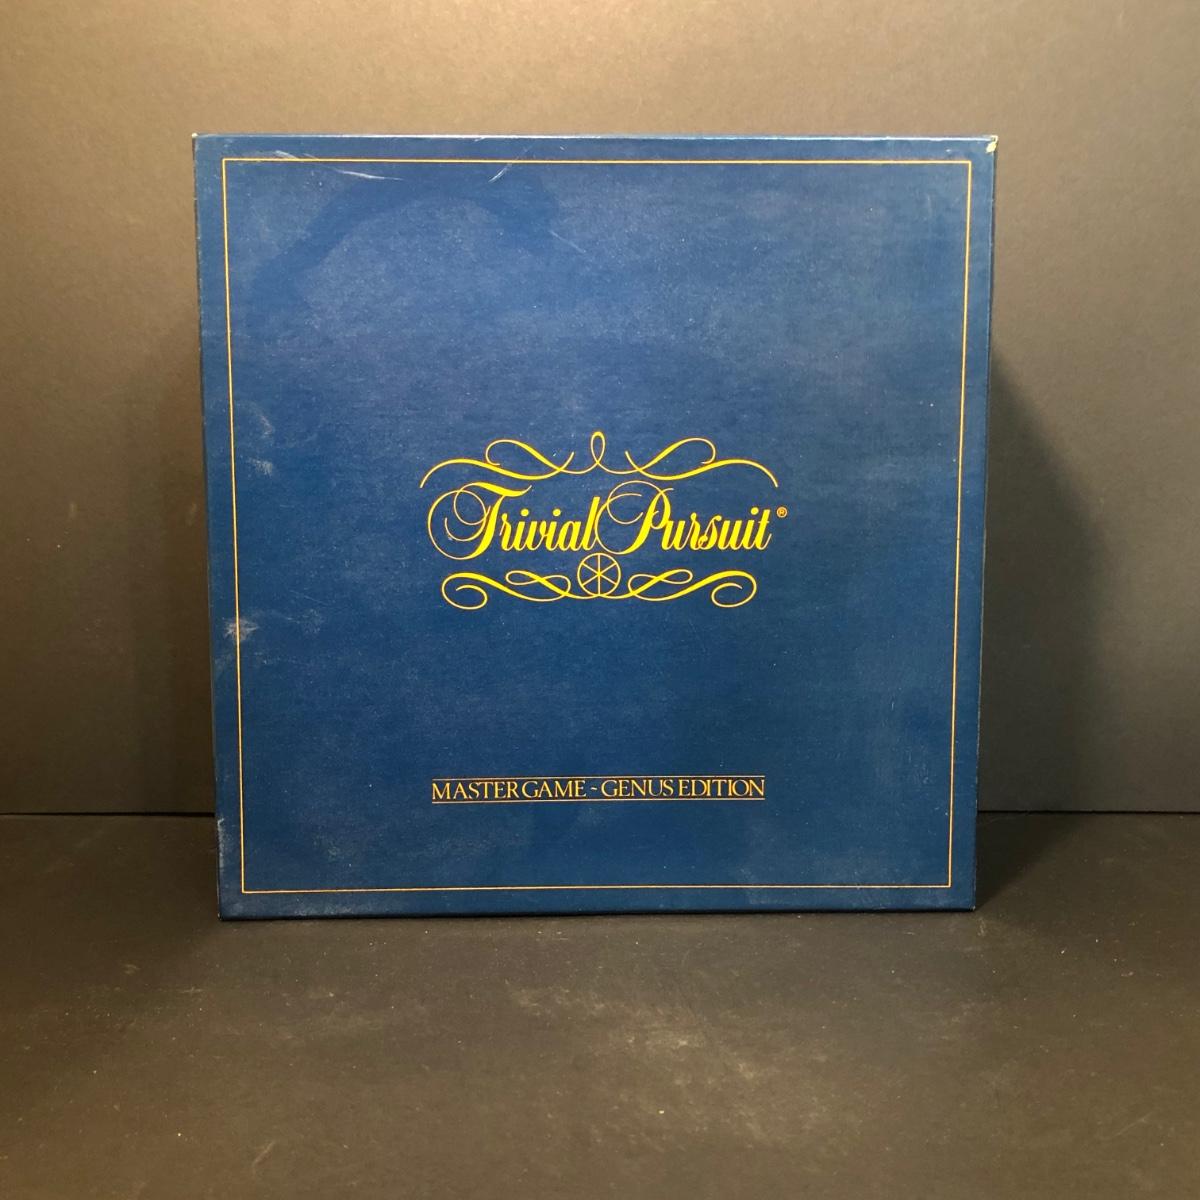 Trivial Pursuit®
MASTER GAME ~ GENUS EDITION